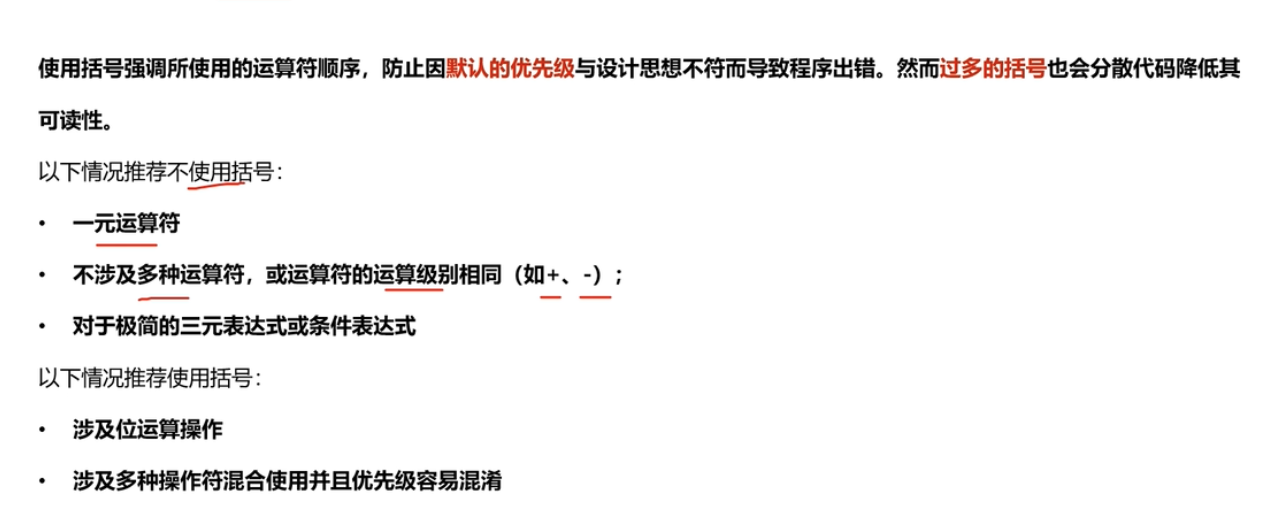 使用括号强调所使用的运算符顺序，防止因默认的优先级与设计思想不符而导致程序出错。然而过多的括号也会分散代码降低其
可读性。
以下情况推荐不使用括号：
• 一元运算符
• 不涉及多种运算符，或运算符的运算级别相同（如+、-）；
• 对于极简的三元表达式或条件表达式
以下情况推荐使用括号：
• 涉及位运算操作
• 涉及多种操作符混合使用并且优先级容易混淆